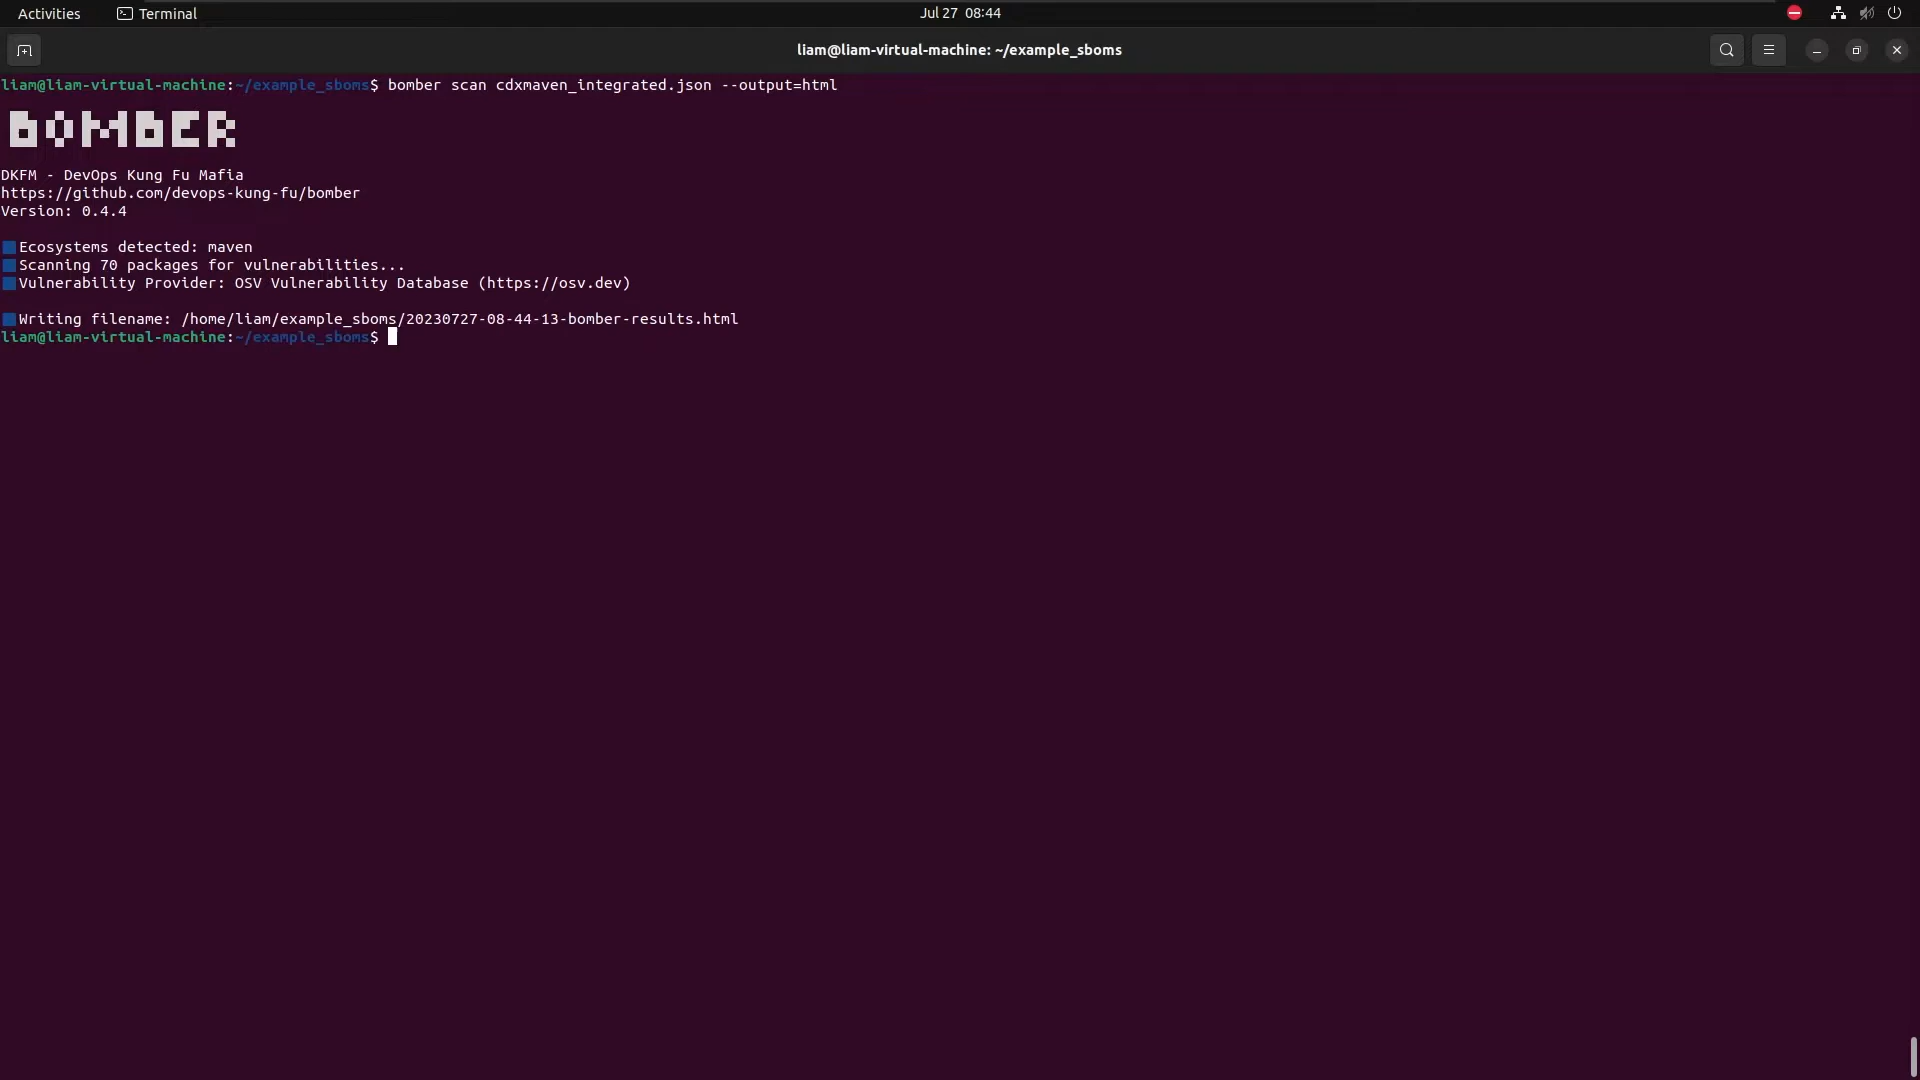 Activities
Terminal
Jul 27 08:44
liam@liam-virtual-machine: ~/example_sboms
liam@liam-virtual-machine:~/example_sboms$ bomber scan cdxmaven_integrated.json --output=html
BOMBER
DKFM - DevOps Kung Fu Mafia
https://github.com/devops-kung-fu/bomber
Version: 0.4.4
Ecosystems detected: maven
Scanning 70 packages for vulnerabilities...
Vulnerability Provider: OSV Vulnerability Database (https://osv.dev)
Writing filename: /home/liam/example_sboms/20230727-08-44-13-bomber-results.html
liam@liam-virtual-machine:~/example_sboms$